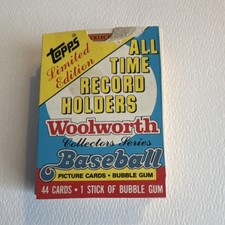 Topps
Limited
Edition
ALL
TIME
RECORD
HOLDERS
Woolworth
Collectors Series
Baseball
PICTURE CARDS • BUBBLE GUM
44 CARDS • 1 STICK OF BUBBLE GUM